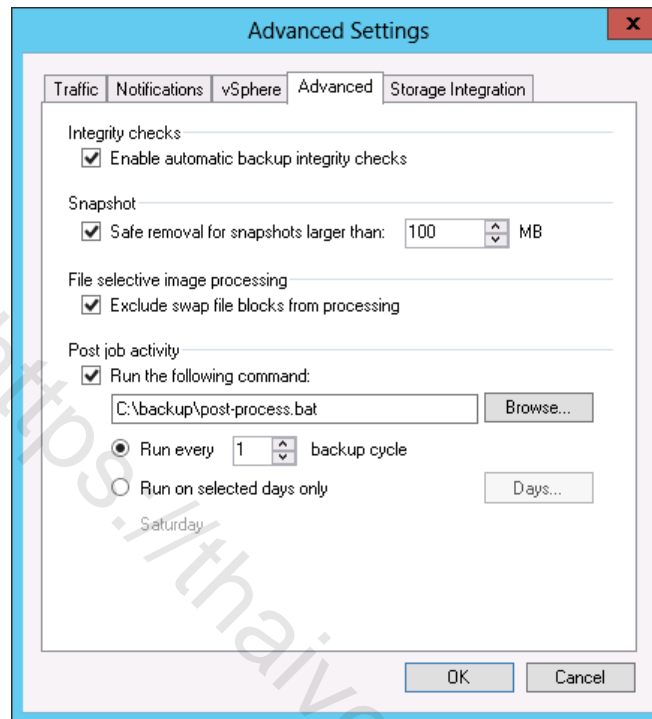 Advanced Settings
x
Traffic Notifications vSphere Advanced Storage Integration
Integrity checks
Enable automatic backup integrity checks
Snapshot
Safe removal for snapshots larger than: 100 MB
File selective image processing
Exclude swap file blocks from processing
Post job activity
Run the following command:
C:\backup\post-process.bat Browse...
Run every 1 backup cycle
Run on selected days only Days...
Saturday
OK Cancel
https://thaive